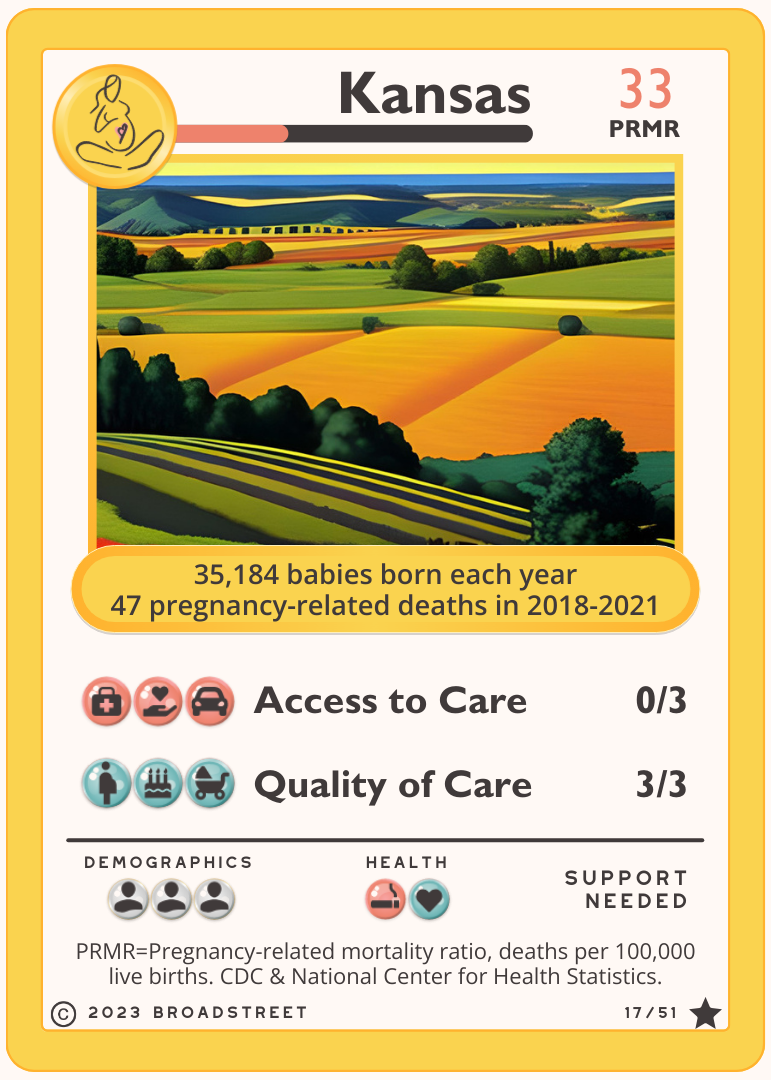 Kansas
33
PRMR
35,184 babies born each year
47 pregnancy-related deaths in 2018-2021
Access to Care 0/3
Quality of Care 3/3
DEMOGRAPHICS
HEALTH
SUPPORT
NEEDED
PRMR=Pregnancy-related mortality ratio, deaths per 100,000
live births. CDC & National Center for Health Statistics.
© 2023 BROADSTREET 17/51